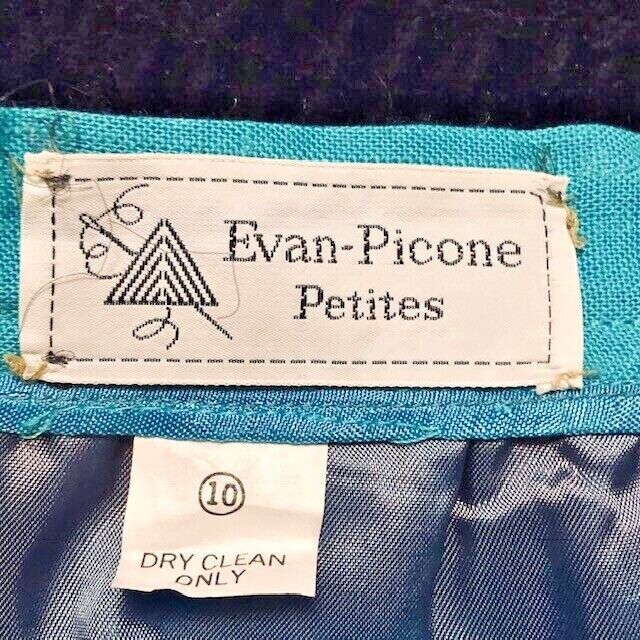 Evan-Picone
Petites
10
DRY CLEAN
ONLY